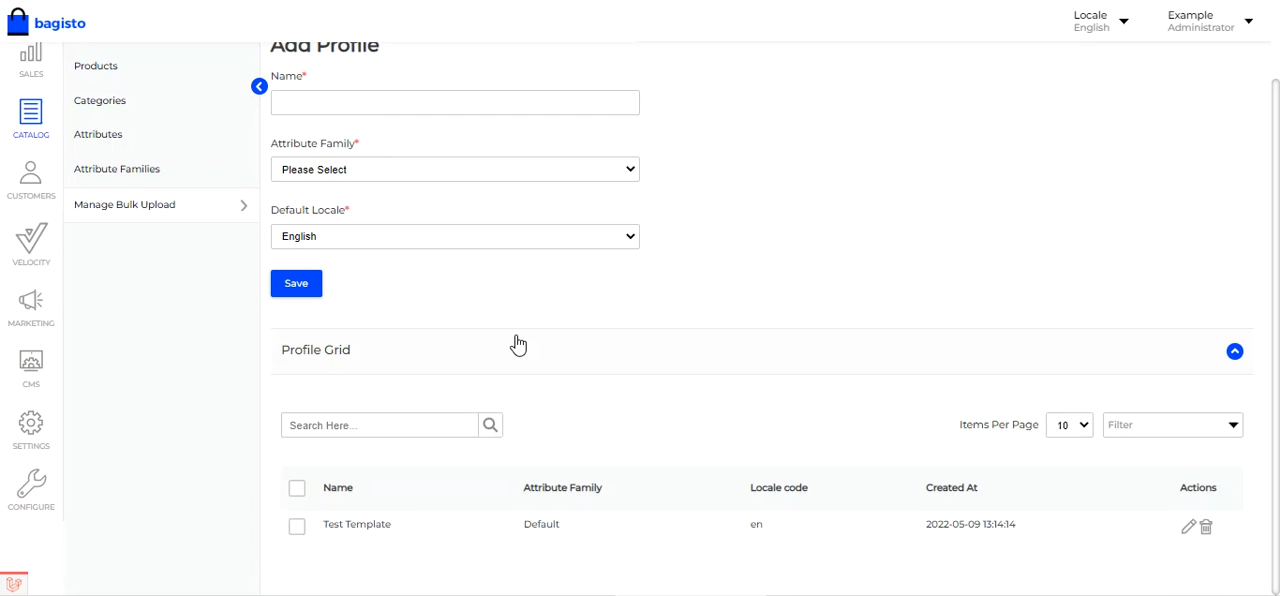 bagisto
Locale
English
Example
Administrator
SALES
CATALOG
CUSTOMERS
VELOCITY
MARKETING
CMS
SETTINGS
CONFIGURE
Products
Categories
Attributes
Attribute Families
Manage Bulk Upload
Add Profile
Name*
Attribute Family*
Please Select
Default Locale*
English
Save
Profile Grid
Search Here...
Items Per Page 10 Filter
Name Attribute Family Locale code Created At Actions
Test Template Default en 2022-05-09 13:14:14